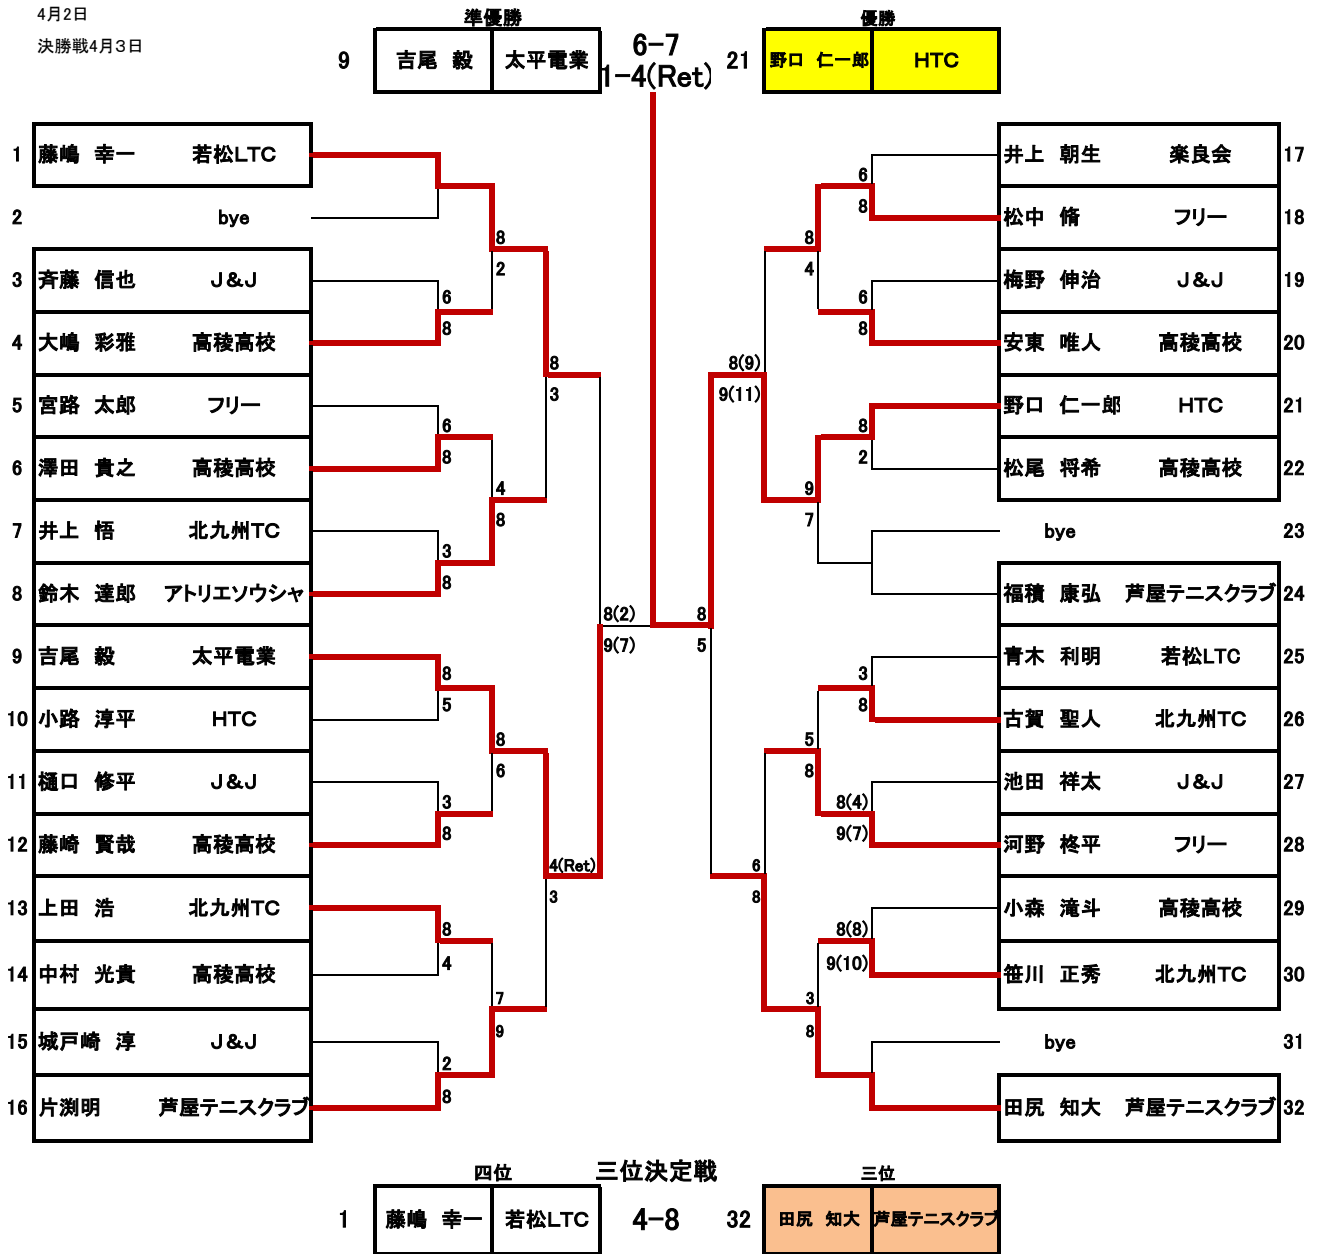 4月2日
決勝戦4月3日
準優勝
優勝
9 吉尾 毅 太平電業 6-7 21 野口 仁一郎 HTC
1-4(Ret)
1 藤嶋 幸一 若松LTC
2 bye
3 斉藤 信也 J&J
4 大嶋 彩雅 高稜高校
5 宮路 太郎 フリー
6 澤田 貴之 高稜高校
7 井上 悟 北九州TC
8 鈴木 達郎 アトリエソウシャ
9 吉尾 毅 太平電業
10 小路 淳平 HTC
11 樋口 修平 J&J
12 藤崎 賢哉 高稜高校
13 上田 浩 北九州TC
14 中村 光貴 高稜高校
15 城戸崎 淳 J&J
16 片渕明 芦屋テニスクラブ
6
8
6
8
3
8
8
5
3
8
8
4
2
8
8
2
4
8
8
6
7
9
8
3
4(Ret)
3
8(2)
9(7)
8
5
8(9)
9(11)
6
8
8
4
9
7
5
8
3
8
6
8
6
8
8
2
3
8
8(4)
9(7)
8(8)
9(10)
井上 朝生 楽良会 17
松中 脩 フリー 18
梅野 伸治 J&J 19
安東 唯人 高稜高校 20
野口 仁一郎 HTC 21
松尾 将希 高稜高校 22
bye 23
福積 康弘 芦屋テニスクラブ 24
青木 利明 若松LTC 25
古賀 聖人 北九州TC 26
池田 祥太 J&J 27
河野 柊平 フリー 28
小森 滝斗 高稜高校 29
笹川 正秀 北九州TC 30
bye 31
田尻 知大 芦屋テニスクラブ 32
四位 三位決定戦 三位
1 藤嶋 幸一 若松LTC 4-8 32 田尻 知大 芦屋テニスクラブ